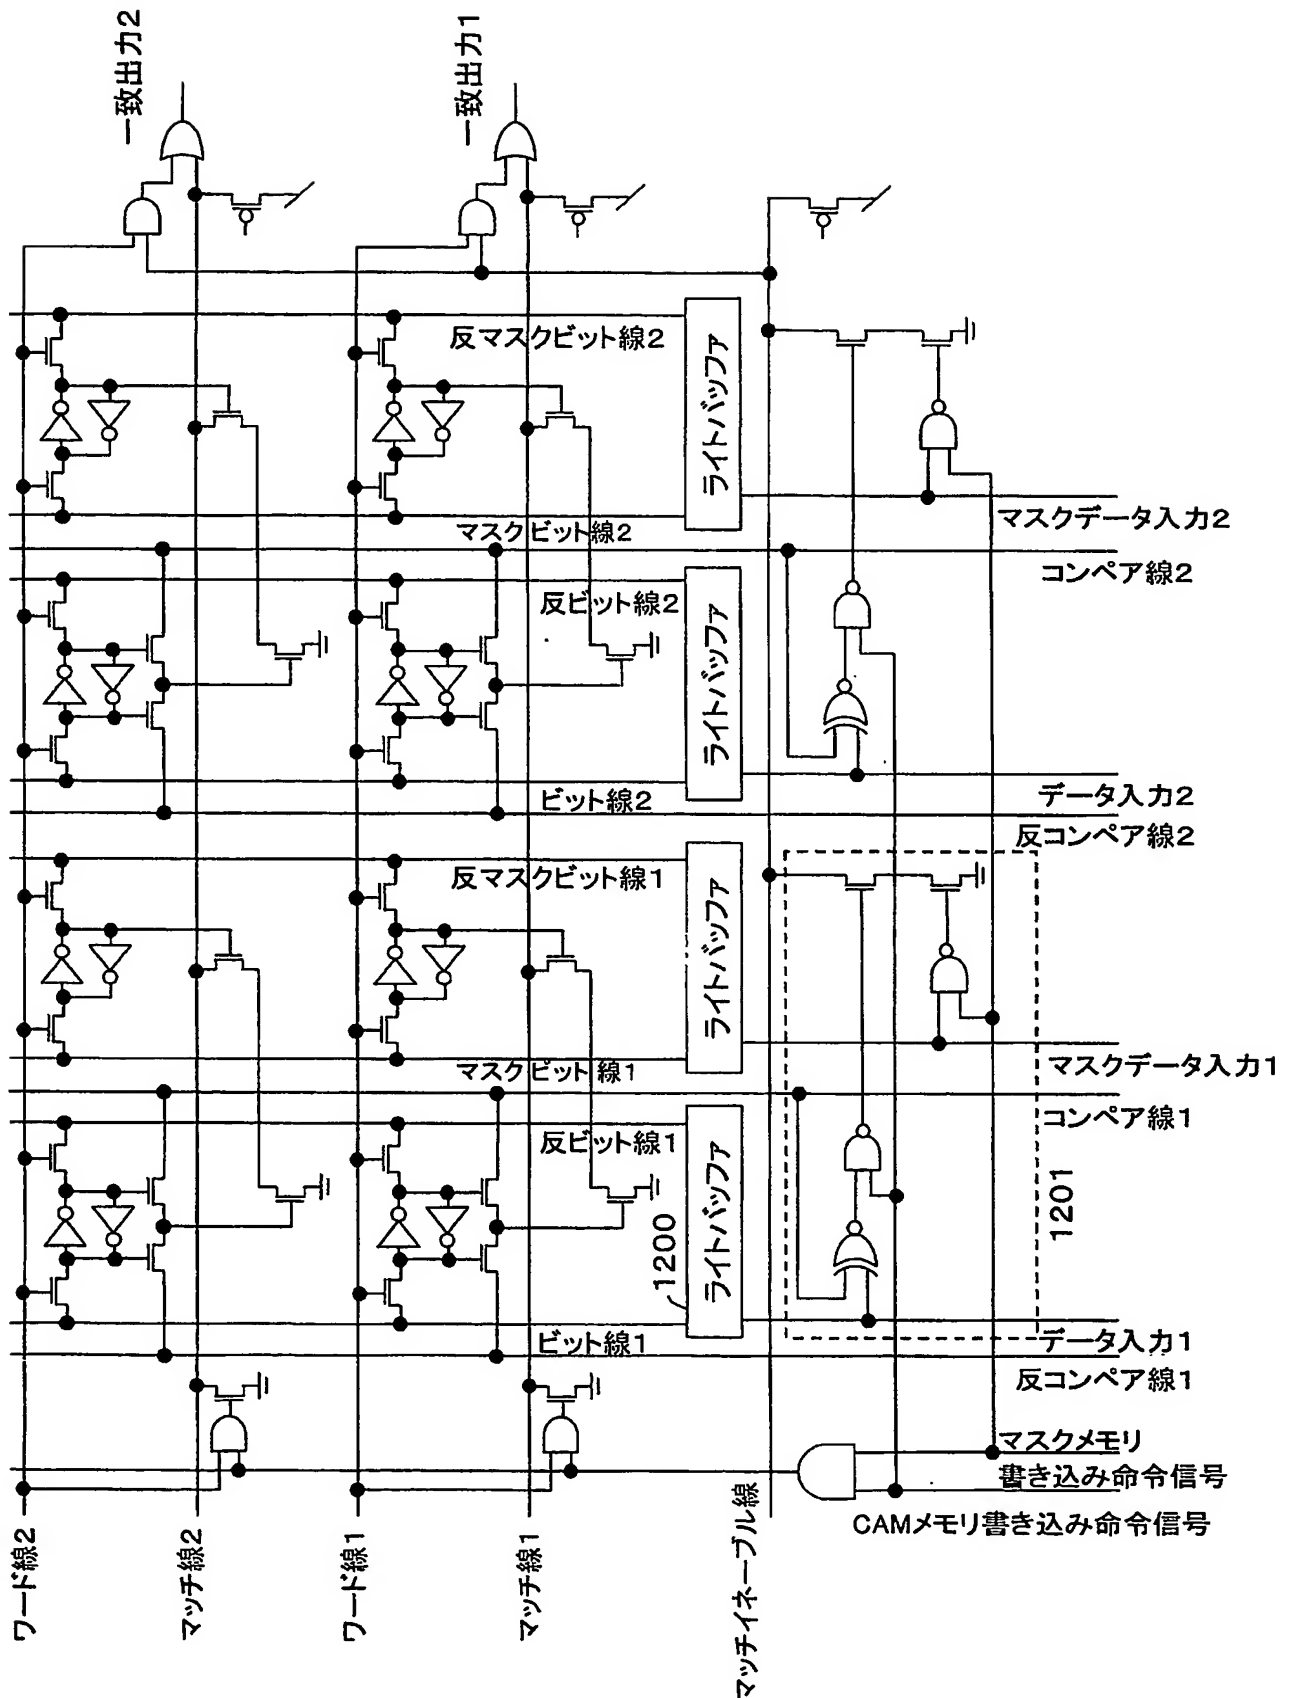 一致出力2
一致出力1
反マスクビット線2
ライトバッファ
マスクビット線2
マスクデータ入力2
コンペア線2
反ビット線2
ライトバッファ
ビット線2
データ入力2
反コンペア線2
反マスクビット線1
ライトバッファ
マスクビット線1
マスクデータ入力1
コンペア線1
反ビット線1
ライトバッファ
1200
1201
ビット線1
データ入力1
反コンペア線1
マスクメモリ
書き込み命令信号
CAMメモリ書き込み命令信号
ワード線2
マッチ線2
ワード線1
マッチ線1
マッチイネーブル線